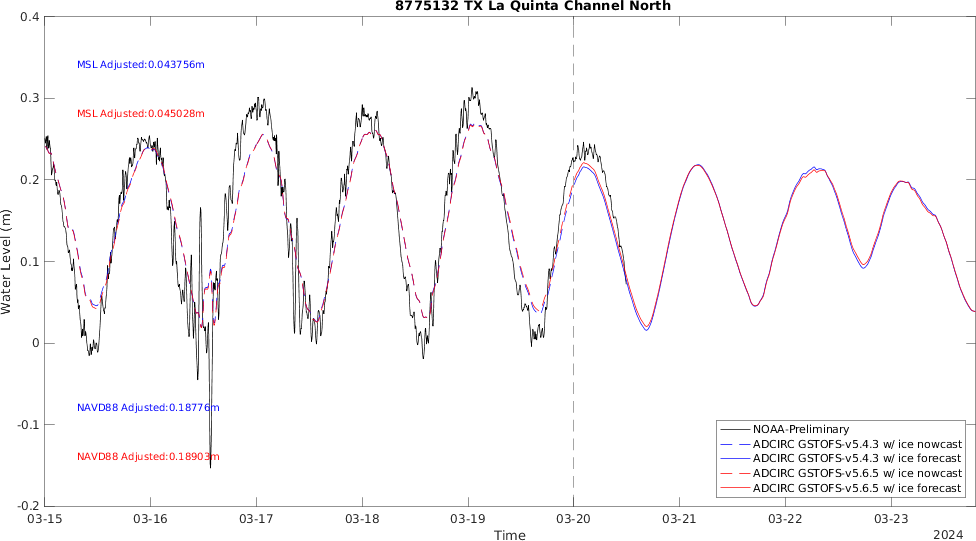 8775132 TX La Quinta Channel North
0.4
0.3
0.2
0.1
0
-0.1
-0.2
Water Level (m)
MSL Adjusted:0.043756m
MSL Adjusted:0.045028m
NAVD88 Adjusted:0.18776m
NAVD88 Adjusted:0.18903m
NOAA-Preliminary
ADCIRC GSTOFS-v5.4.3 w/ ice nowcast
ADCIRC GSTOFS-v5.4.3 w/ ice forecast
ADCIRC GSTOFS-v5.6.5 w/ ice nowcast
ADCIRC GSTOFS-v5.6.5 w/ ice forecast
03-15 03-16 03-17 03-18 03-19 03-20 03-21 03-22 03-23
Time
2024